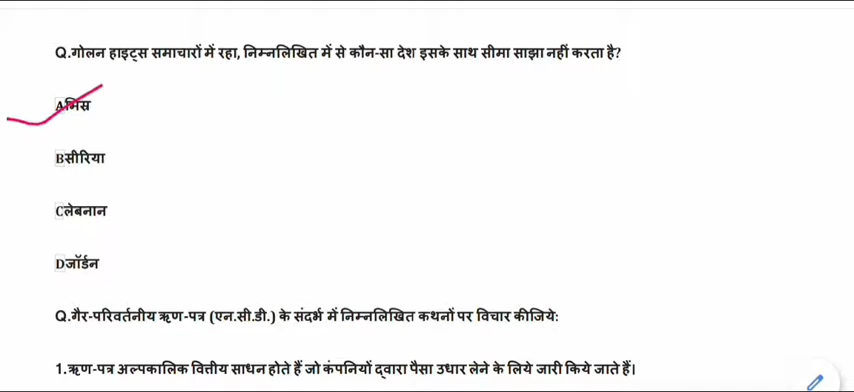 Q.गोलन हाइट्स समाचारों में रहा, निम्नलिखित में से कौन-सा देश इसके साथ सीमा साझा नहीं करता है?
Aमिस्र
Bसीरिया
Cलेबनान
Dजॉर्डन
Q.गैर-परिवर्तनीय ऋण-पत्र (एन.सी.डी.) के संदर्भ में निम्नलिखित कथनों पर विचार कीजिये:
1.ऋण-पत्र अल्पकालिक वित्तीय साधन होते हैं जो कंपनियों द्वारा पैसा उधार लेने के लिये जारी किये जाते हैं।